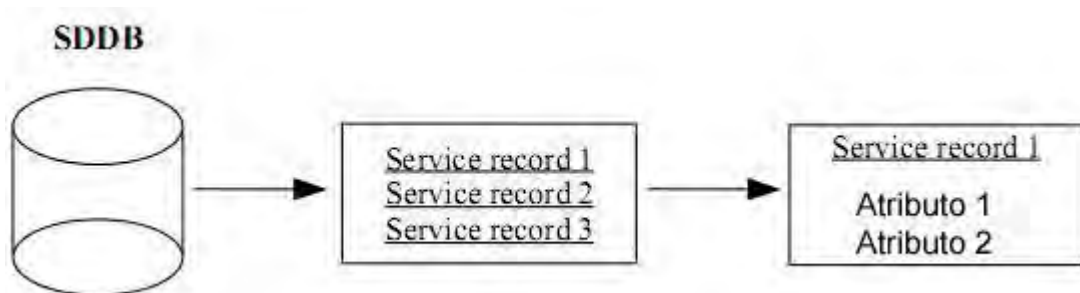 SDDB
Service record 1
Service record 2
Service record 3
Service record 1
Atributo 1
Atributo 2